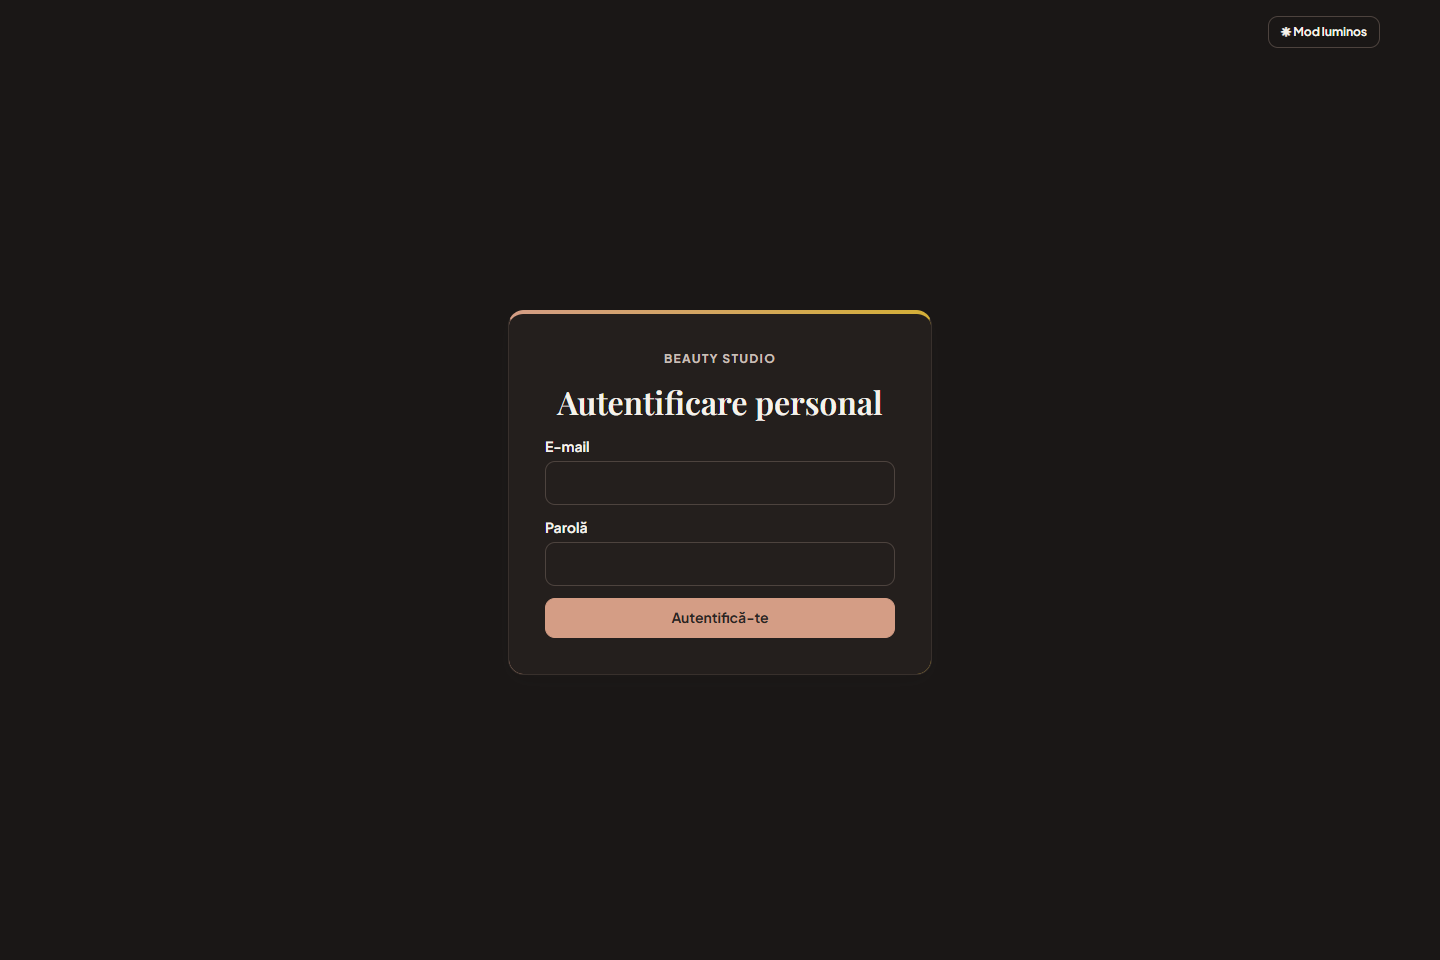 ❋ Mod luminos
BEAUTY STUDIO
Autentificare personal
E-mail
Parolă
Autentifică-te